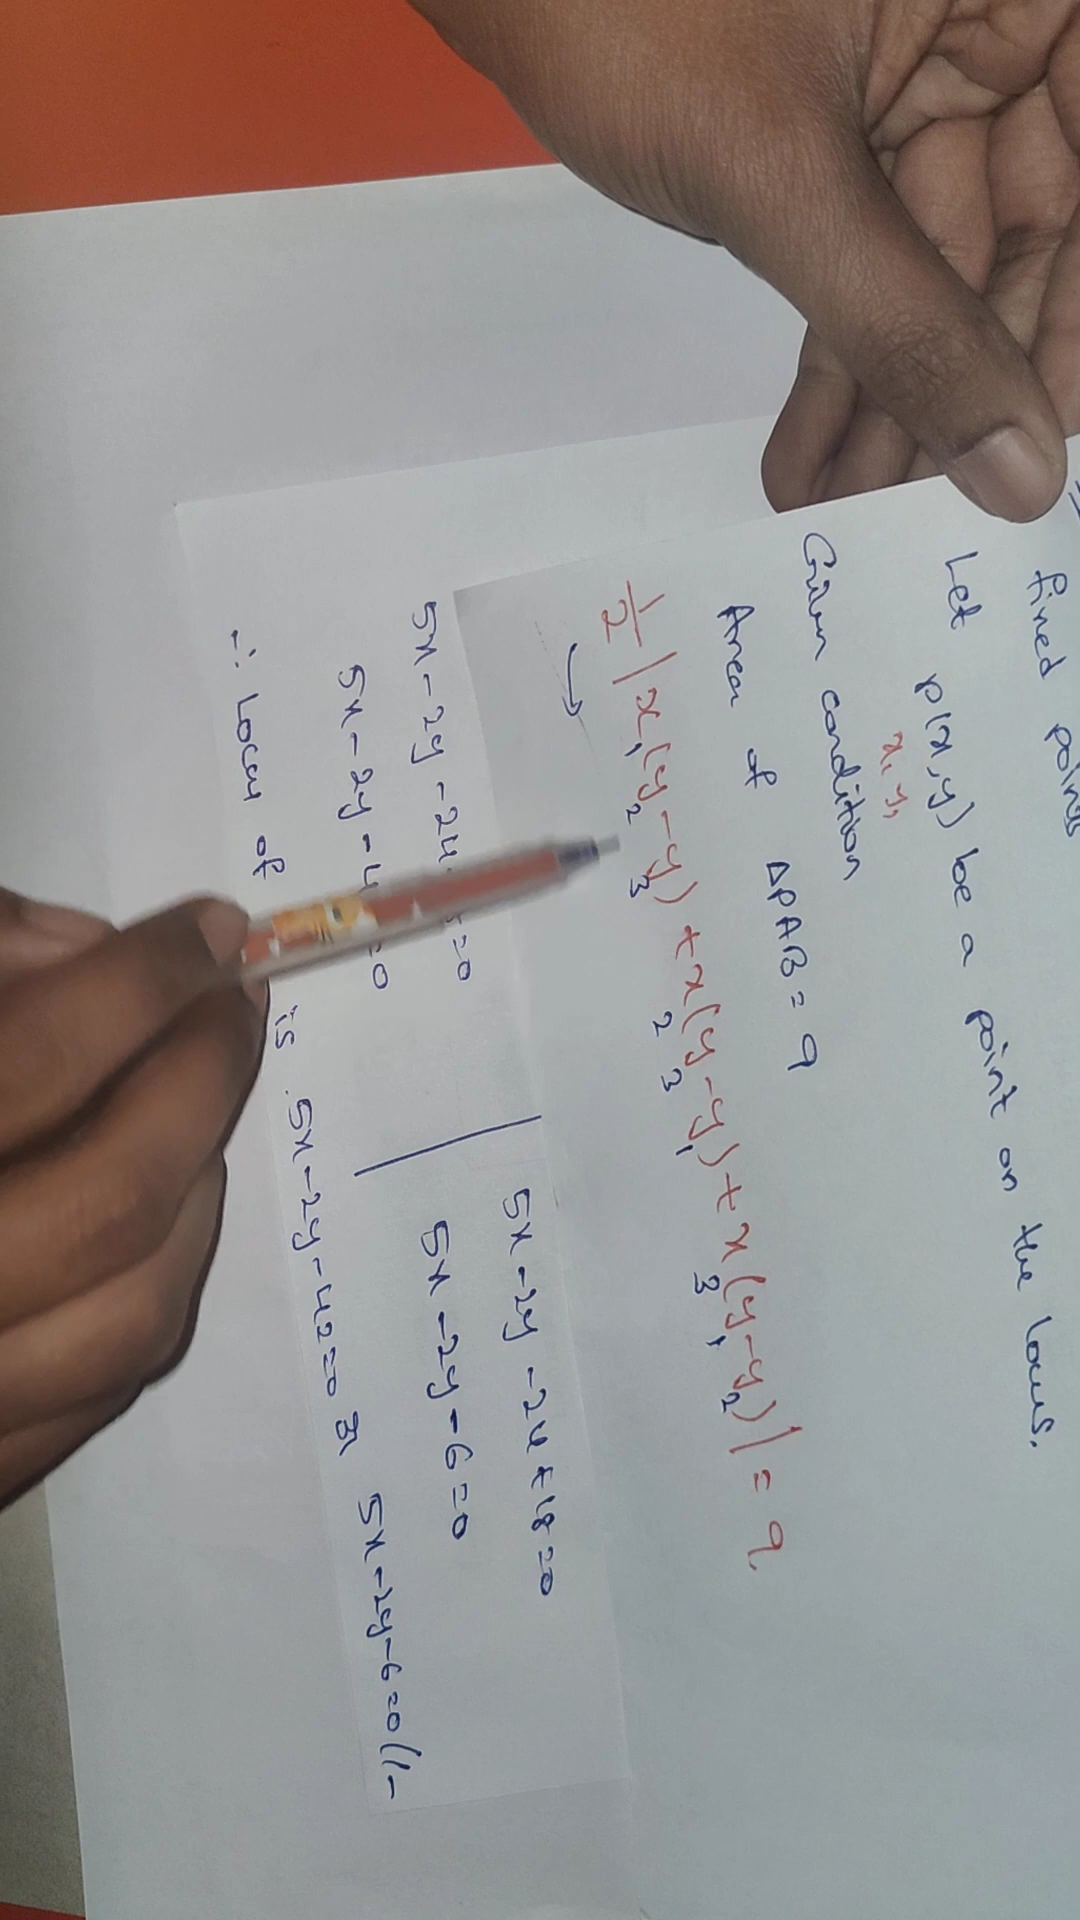 fixed points
Let P(x,y) be a point on the locus.
x₁ y₁
Given condition
Area of ΔPAB = 9
1/2 |x₁(y₂-y₃) + x₂(y₃-y₁) + x₃(y₁-y₂)| = 9
5x - 2y - 24 =0
5x - 2y - 24 + 18 = 0
5x - 2y - 4 =0
5x - 2y - 6 = 0
∴ Locus of is 5x - 2y - 42 = 0 or 5x - 2y - 6 = 0 //-